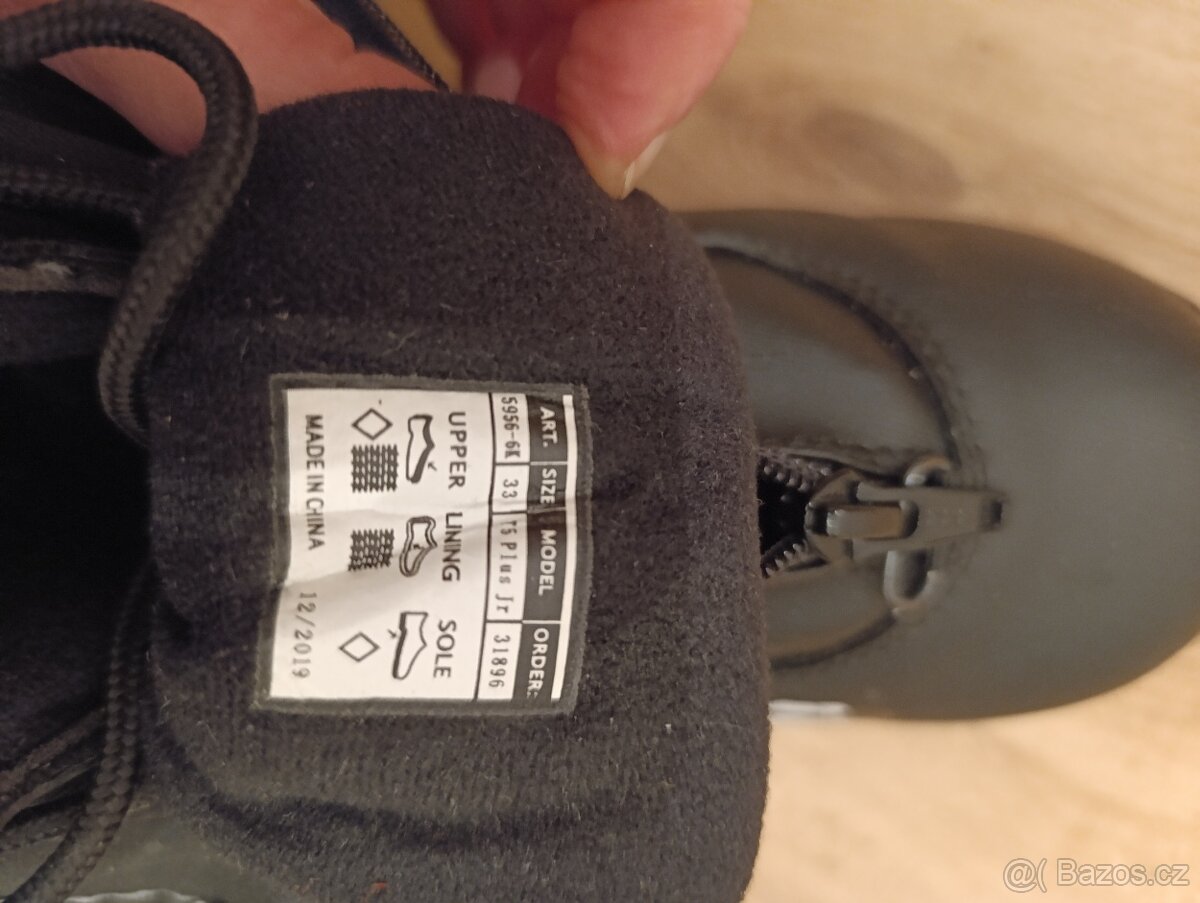 ART. SIZE MODEL ORDER:
5956-6K 33 T5 Plus Jr 31896
UPPER LINING SOLE
MADE IN CHINA 12/2019
@( Bazos.cz